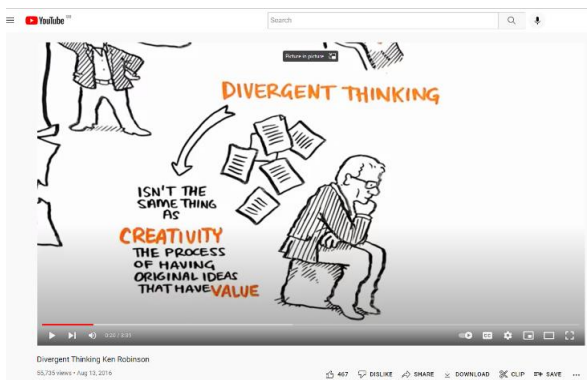 YouTube
Search
Picture in picture
DIVERGENT THINKING
ISN'T THE
SAME THING
AS
CREATIVITY
THE PROCESS
OF HAVING
ORIGINAL IDEAS
THAT HAVE VALUE
Divergent Thinking Ken Robinson
55,735 views • Aug 13, 2016
467 DISLIKE SHARE DOWNLOAD CLIP SAVE ...